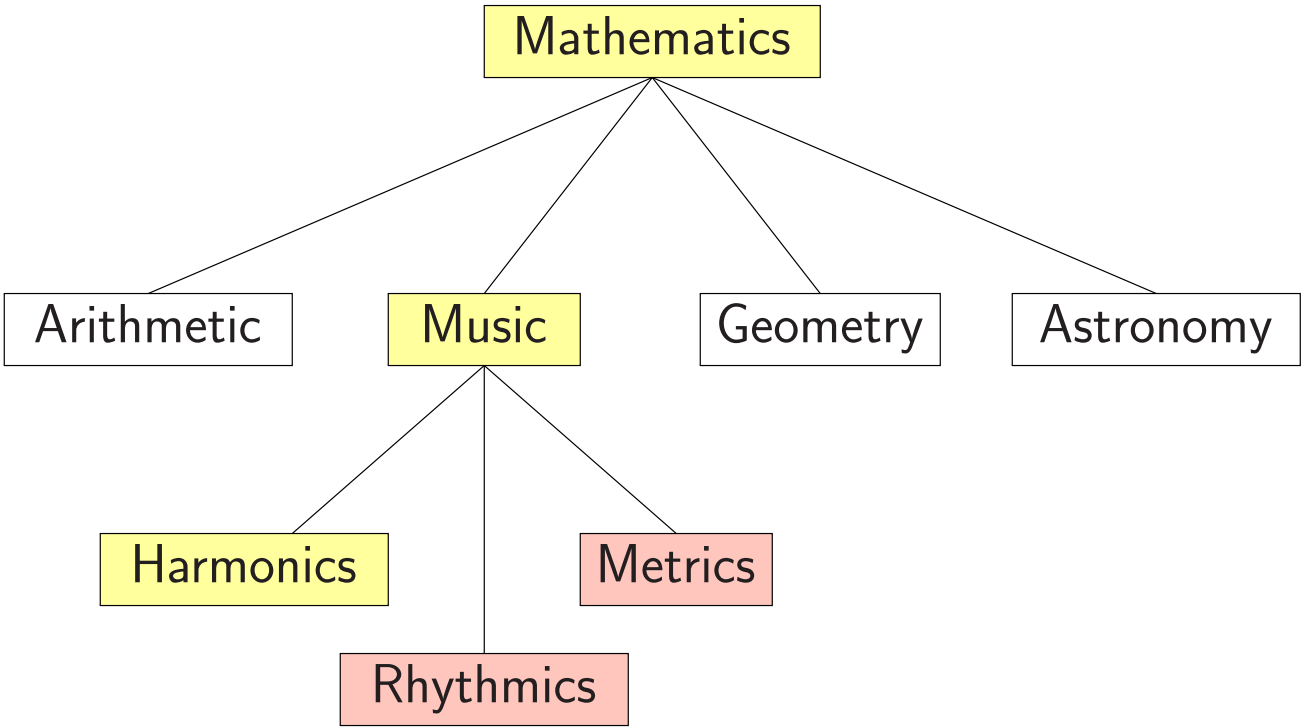 Mathematics
Arithmetic
Music
Geometry
Astronomy
Harmonics
Metrics
Rhythmics